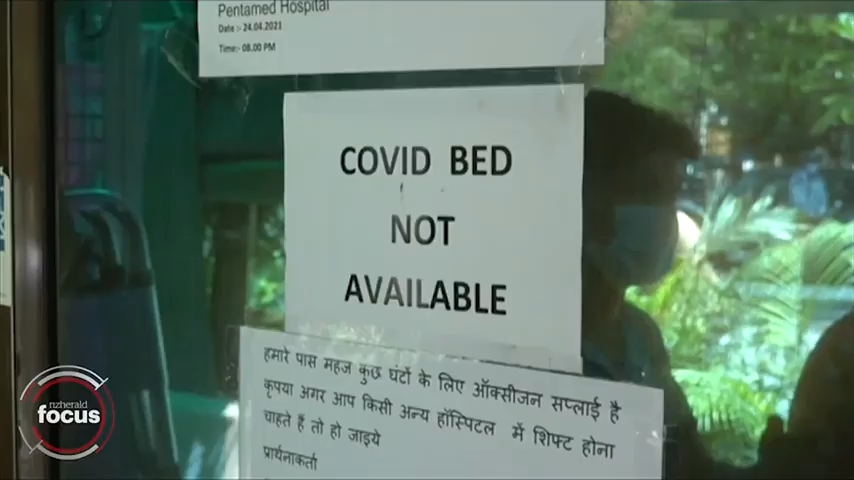 Pentamed Hospital
Date :- 24.04.2021
Time:- 08.00 PM
COVID BED
NOT
AVAILABLE
हमारे पास महज कुछ घंटों के लिए ऑक्सीजन सप्लाई है
कृपया अगर आप किसी अन्य हॉस्पिटल में शिफ्ट होना
चाहते हैं तो हो जाइये
प्रार्थनाकर्ता
nzherald
focus